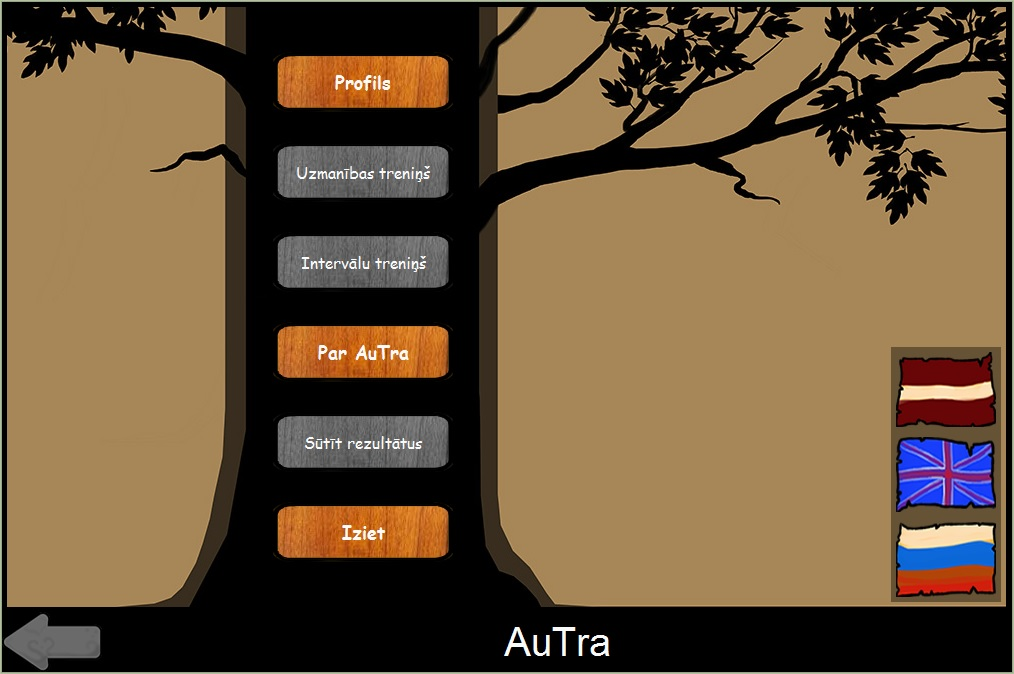 Profils
Uzmanības treniņš
Intervālu treniņš
Par AuTra
Sūtīt rezultātus
Iziet
AuTra